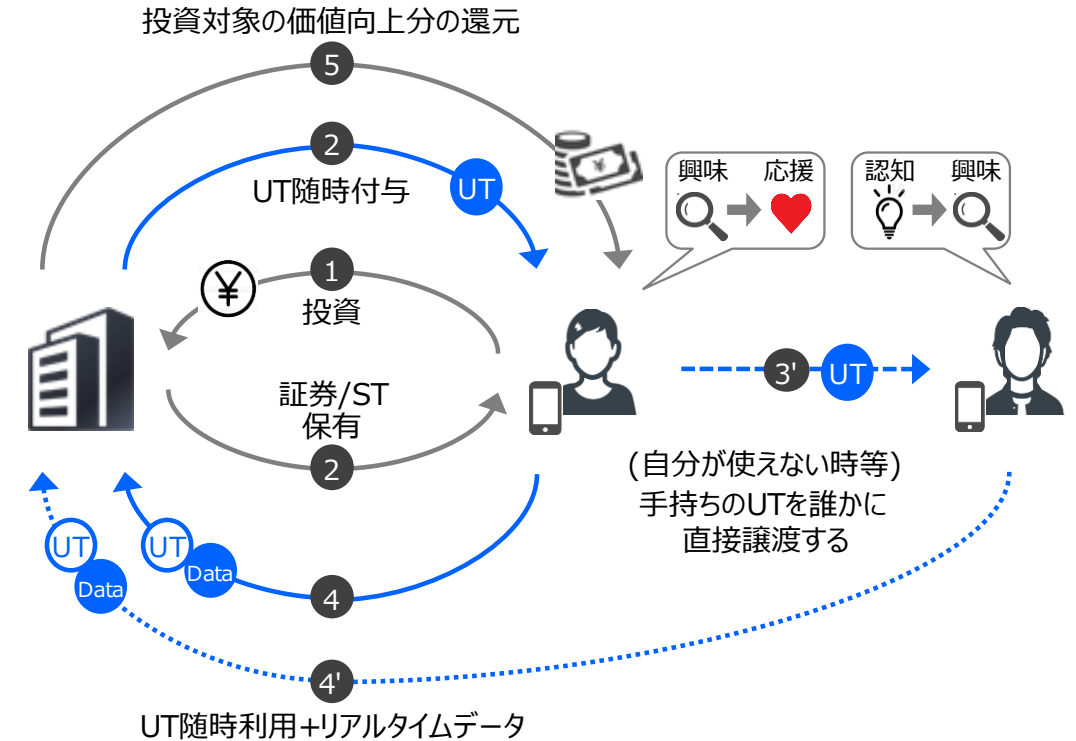 投資対象の価値向上分の還元
5
2
UT随時付与
UT
興味 応援
認知 興味
¥
1
投資
証券/ST
保有
2
3'
UT
(自分が使えない時等)
手持ちのUTを誰かに
直接譲渡する
UT
Data
UT
Data
4
4'
UT随時利用+リアルタイムデータ